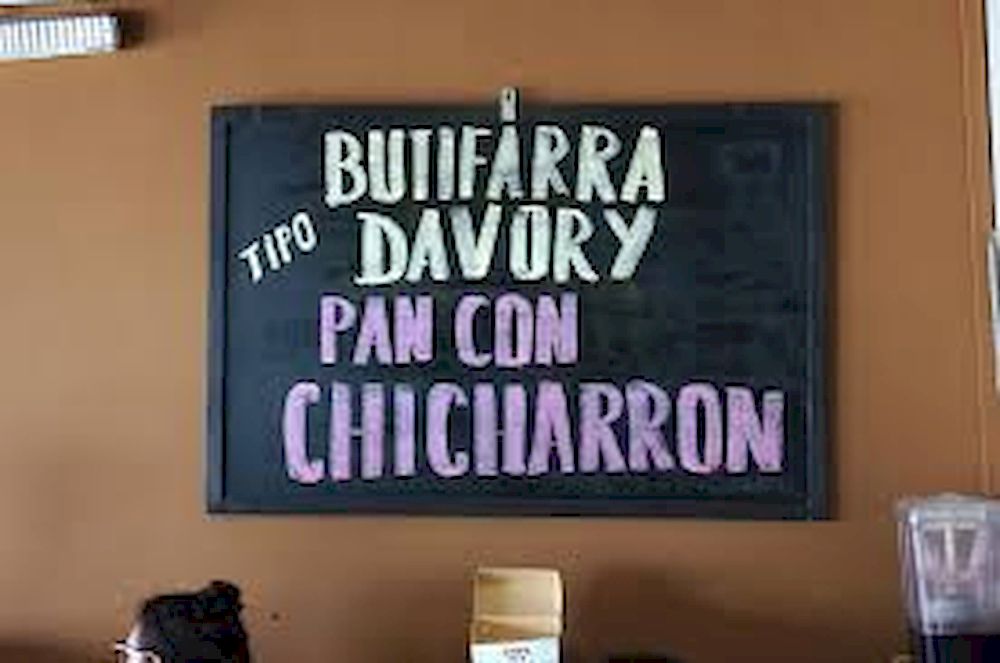 BUTIFARRA
TIPO DAVORY
PAN CON
CHICHARRON